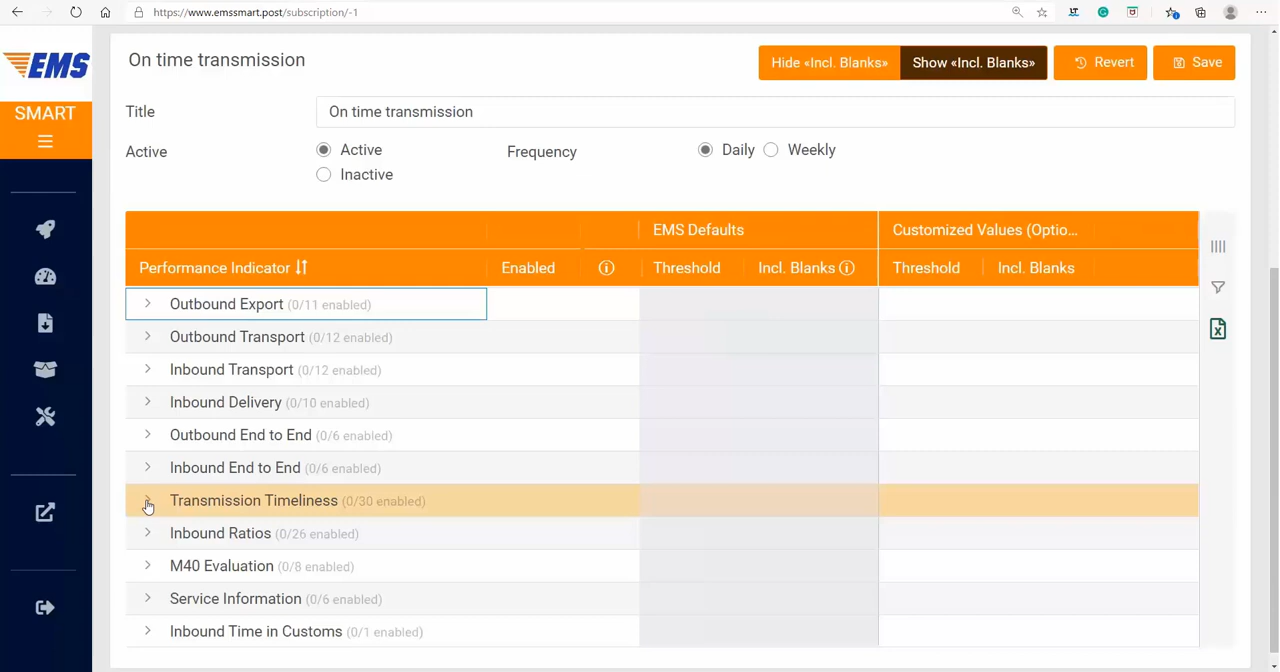 https://www.emssmart.post/subscription/-1
EMS
SMART
On time transmission
Hide «Incl. Blanks»
Show «Incl. Blanks»
Revert
Save
Title
On time transmission
Active
Active
Inactive
Frequency
Daily
Weekly
EMS Defaults
Customized Values (Optio...
Performance Indicator
Enabled
Threshold
Incl. Blanks
Threshold
Incl. Blanks
Outbound Export (0/11 enabled)
Outbound Transport (0/12 enabled)
Inbound Transport (0/12 enabled)
Inbound Delivery (0/10 enabled)
Outbound End to End (0/6 enabled)
Inbound End to End (0/6 enabled)
Transmission Timeliness (0/30 enabled)
Inbound Ratios (0/26 enabled)
M40 Evaluation (0/8 enabled)
Service Information (0/6 enabled)
Inbound Time in Customs (0/1 enabled)